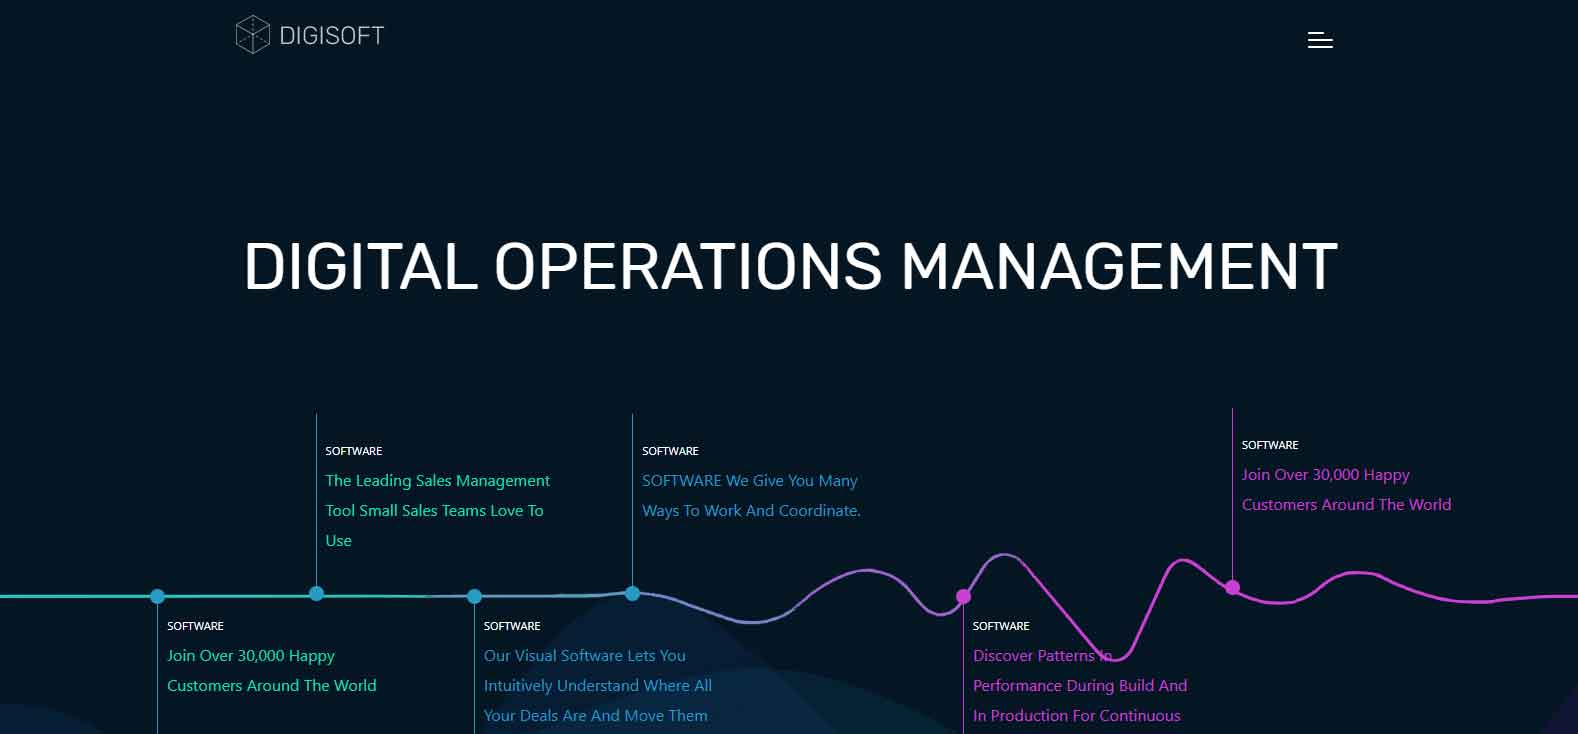 DIGISOFT
DIGITAL OPERATIONS MANAGEMENT
SOFTWARE
The Leading Sales Management
Tool Small Sales Teams Love To
Use
SOFTWARE
SOFTWARE We Give You Many
Ways To Work And Coordinate.
SOFTWARE
Join Over 30,000 Happy
Customers Around The World
SOFTWARE
Join Over 30,000 Happy
Customers Around The World
SOFTWARE
Our Visual Software Lets You
Intuitively Understand Where All
Your Deals Are And Move Them
SOFTWARE
Discover Patterns In
Performance During Build And
In Production For Continuous